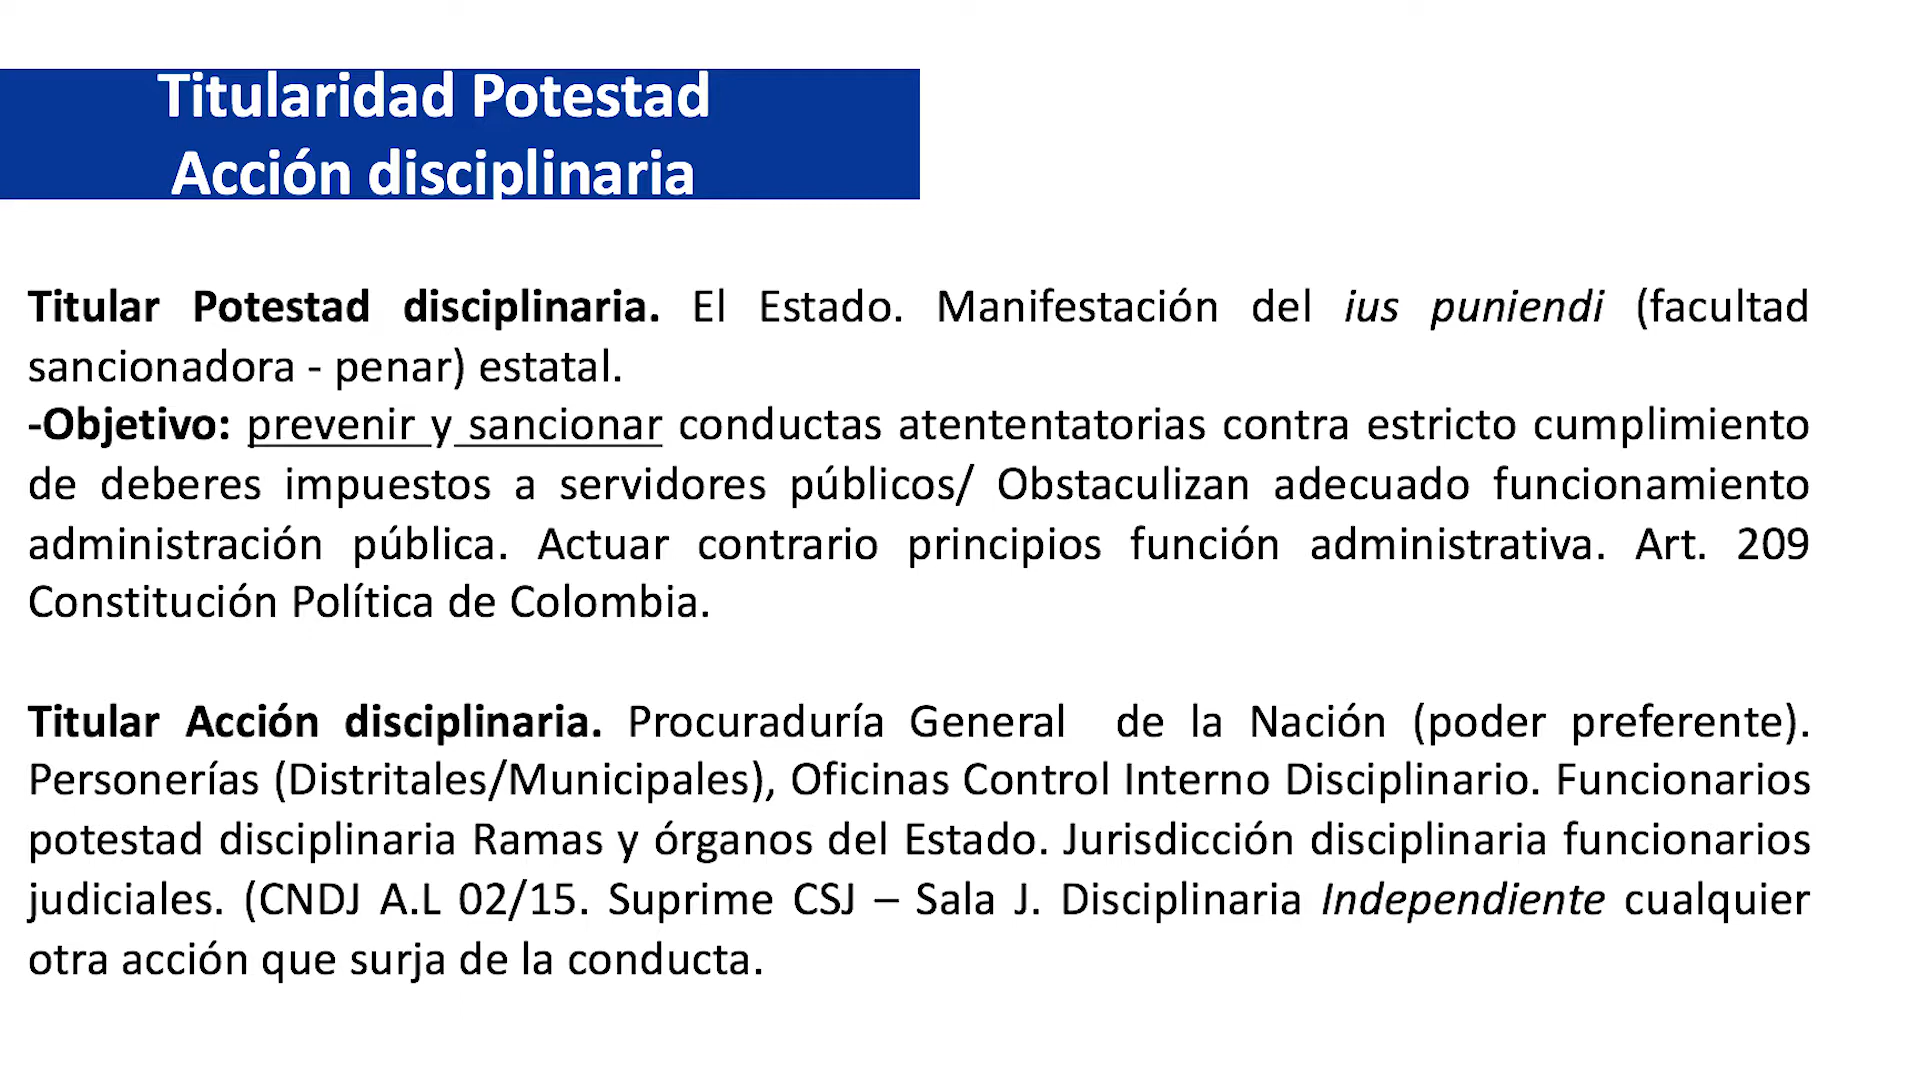 Titularidad Potestad
Acción disciplinaria
Titular Potestad disciplinaria. El Estado. Manifestación del ius puniendi (facultad
sancionadora - penar) estatal.
-Objetivo: prevenir y sancionar conductas atententatorias contra estricto cumplimiento
de deberes impuestos a servidores públicos/ Obstaculizan adecuado funcionamiento
administración pública. Actuar contrario principios función administrativa. Art. 209
Constitución Política de Colombia.
Titular Acción disciplinaria. Procuraduría General de la Nación (poder preferente).
Personerías (Distritales/Municipales), Oficinas Control Interno Disciplinario. Funcionarios
potestad disciplinaria Ramas y órganos del Estado. Jurisdicción disciplinaria funcionarios
judiciales. (CNDJ A.L 02/15. Suprime CSJ – Sala J. Disciplinaria Independiente cualquier
otra acción que surja de la conducta.